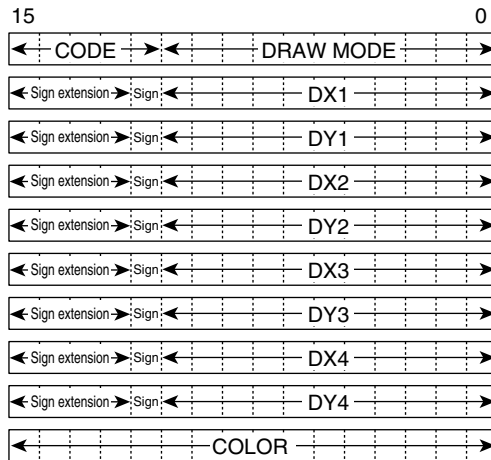 15 0
CODE DRAW MODE
Sign extension Sign DX1
Sign extension Sign DY1
Sign extension Sign DX2
Sign extension Sign DY2
Sign extension Sign DX3
Sign extension Sign DY3
Sign extension Sign DX4
Sign extension Sign DY4
COLOR